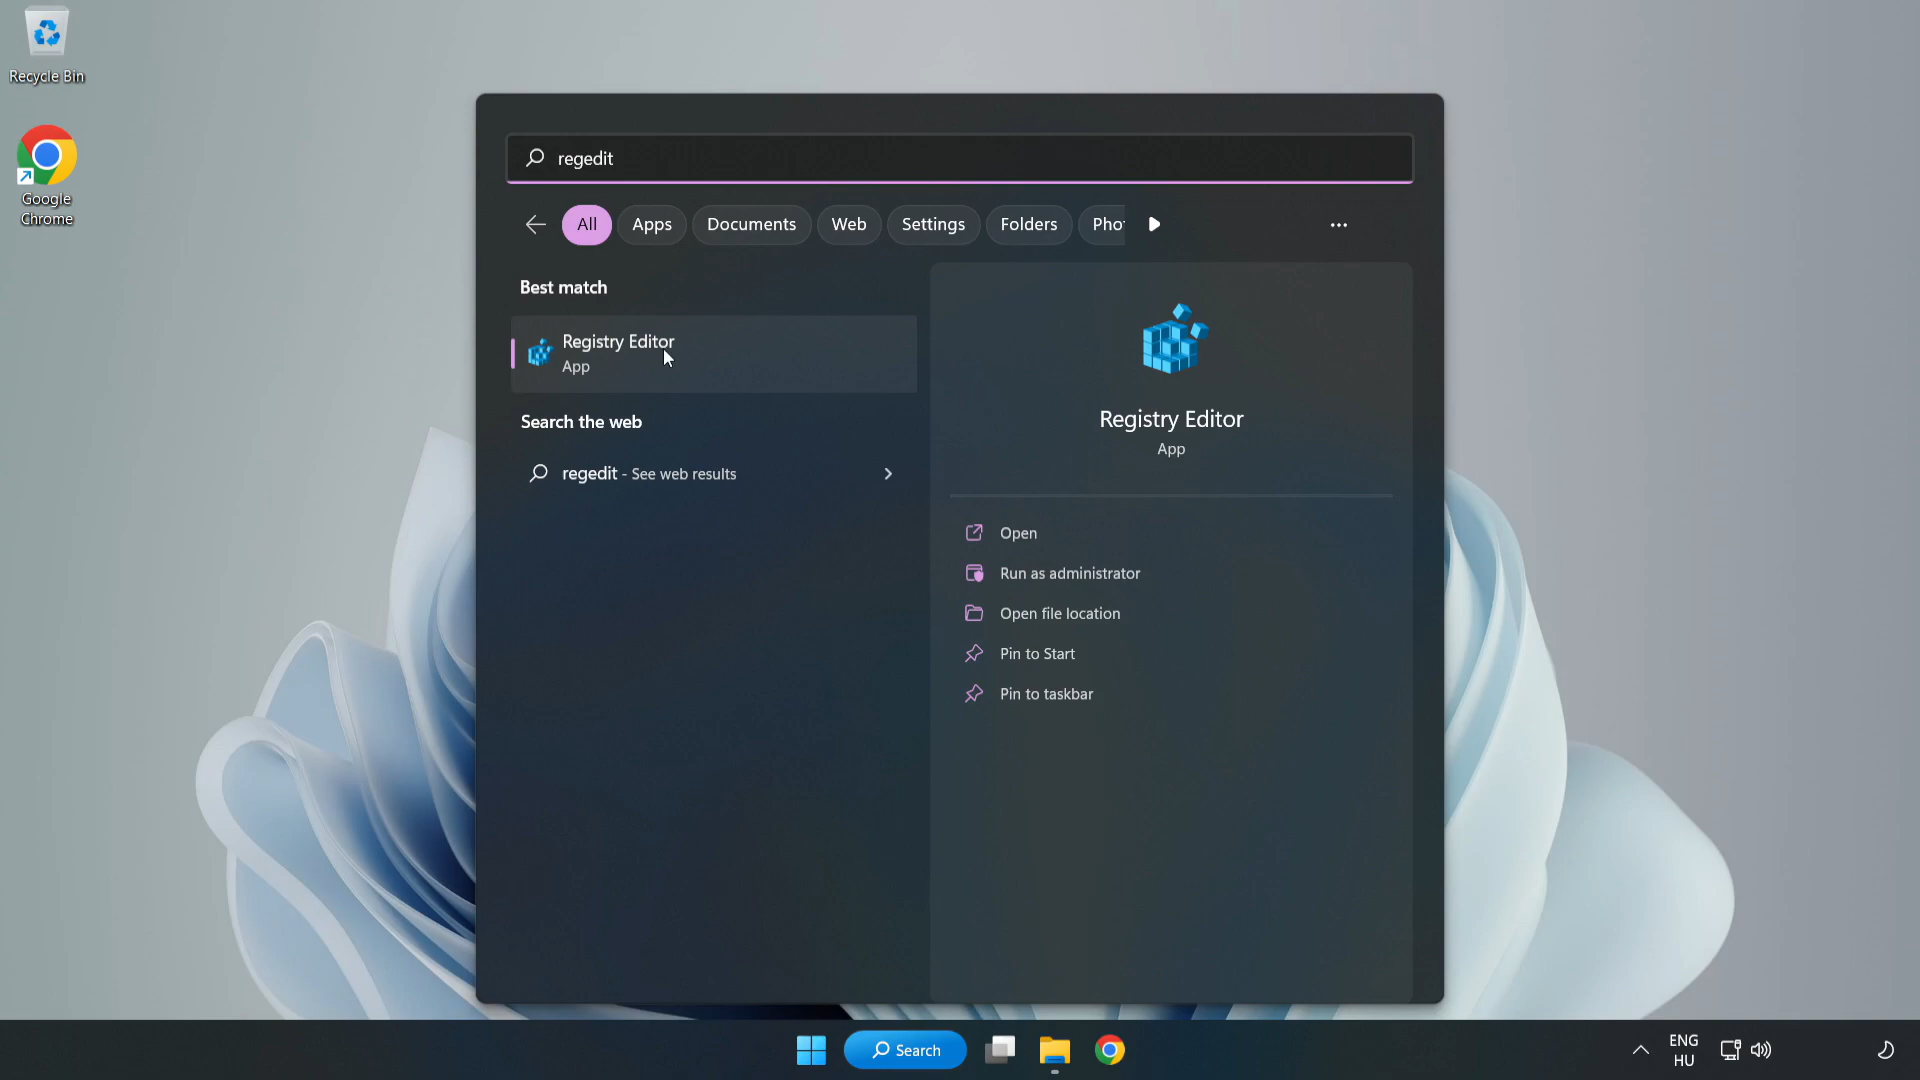 Recycle Bin
Google
Chrome
regedit
All
Apps
Documents
Web
Settings
Folders
Pho
Best match
Registry Editor
App
Search the web
regedit - See web results
Registry Editor
App
Open
Run as administrator
Open file location
Pin to Start
Pin to taskbar
Search
ENG
HU